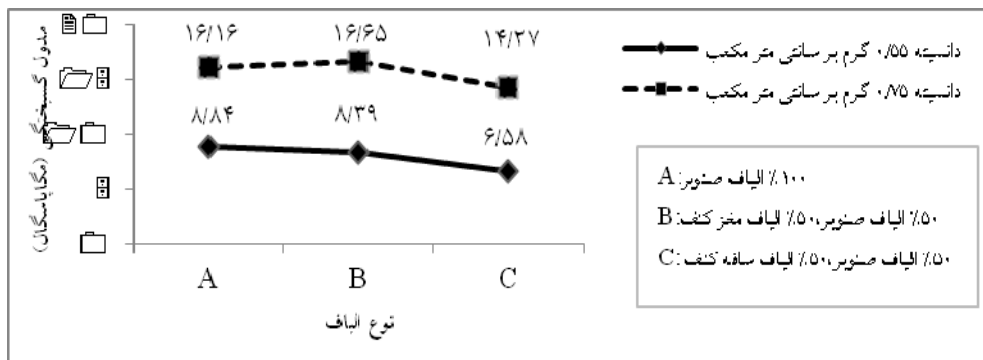 مدول گسیختگی (مگاپاسگال)
۱۶/۱۶ ۱۶/۶۵ ۱۴/۲۷
۸/۸۴ ۸/۳۹ ۶/۵۸
A B C
نوع الیاف
دانسیته ۰/۵۵ گرم بر سانتی متر مکعب
دانسیته ۰/۷۵ گرم بر سانتی متر مکعب
A: ۱۰۰٪ الیاف صنوبر
B: ۵۰٪ الیاف صنوبر،۵۰٪ الیاف مغز کنف
C: ۵۰٪ الیاف صنوبر،۵۰٪ الیاف ساقه کنف